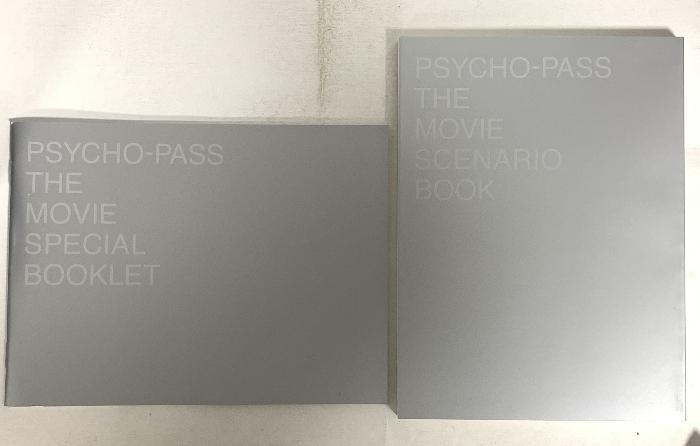 PSYCHO-PASS
THE
MOVIE
SPECIAL
BOOKLET
PSYCHO-PASS
THE
MOVIE
SCENARIO
BOOK